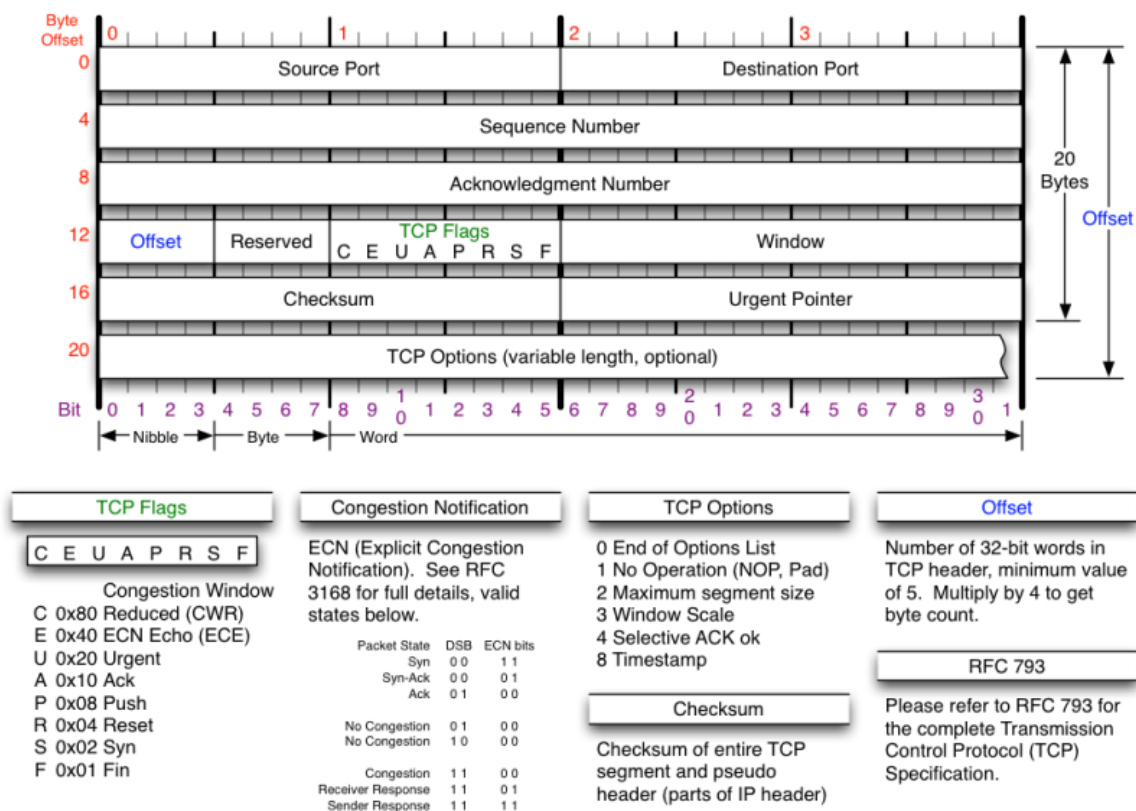 Byte
Offset
0 1 2 3
0 Source Port Destination Port
4 Sequence Number
8 Acknowledgment Number
20
Bytes
Offset
12 Offset Reserved TCP Flags Window
C E U A P R S F
16 Checksum Urgent Pointer
20 TCP Options (variable length, optional)
Bit 0 1 2 3 4 5 6 7 8 9 10 1 2 3 4 5 6 7 8 9 20 1 2 3 4 5 6 7 8 9 30 1
Nibble Byte Word
TCP Flags
C E U A P R S F
Congestion Window
C 0x80 Reduced (CWR)
E 0x40 ECN Echo (ECE)
U 0x20 Urgent
A 0x10 Ack
P 0x08 Push
R 0x04 Reset
S 0x02 Syn
F 0x01 Fin
Congestion Notification
ECN (Explicit Congestion
Notification). See RFC
3168 for full details, valid
states below.
Packet State DSB ECN bits
Syn 0 0 1 1
Syn-Ack 0 0 0 1
Ack 0 1 0 0
No Congestion 0 1 0 0
No Congestion 1 0 0 0
Congestion 1 1 0 0
Receiver Response 1 1 0 1
Sender Response 1 1 1 1
TCP Options
0 End of Options List
1 No Operation (NOP, Pad)
2 Maximum segment size
3 Window Scale
4 Selective ACK ok
8 Timestamp
Checksum
Checksum of entire TCP
segment and pseudo
header (parts of IP header)
Offset
Number of 32-bit words in
TCP header, minimum value
of 5. Multiply by 4 to get
byte count.
RFC 793
Please refer to RFC 793 for
the complete Transmission
Control Protocol (TCP)
Specification.